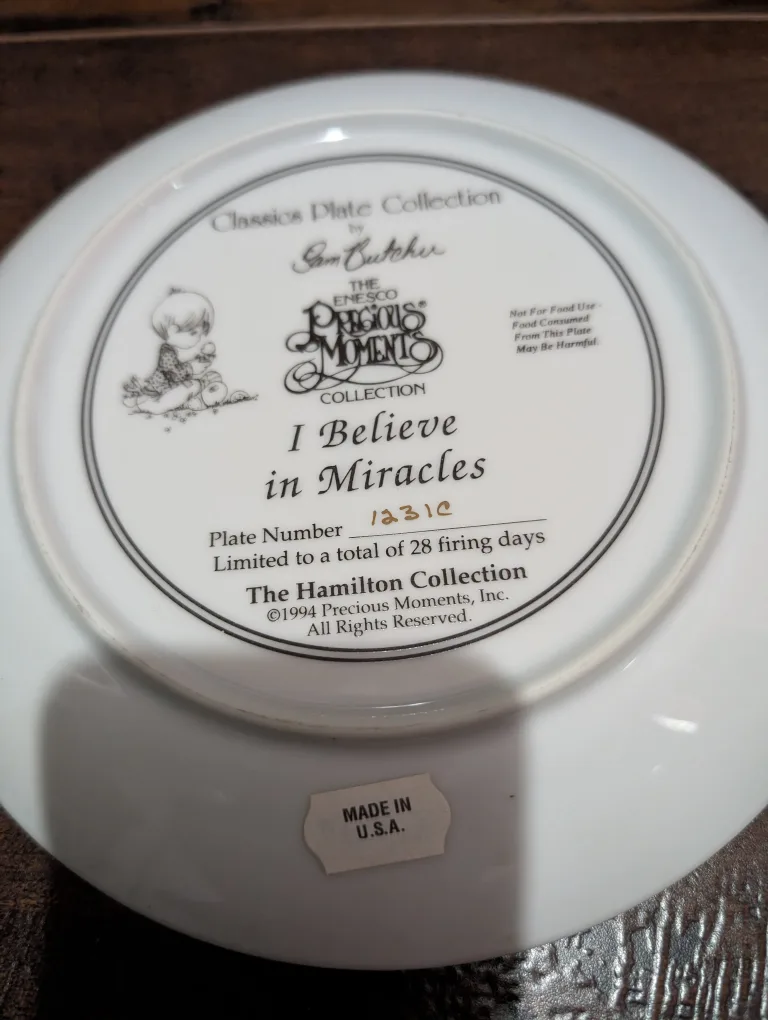 Classics Plate Collection
by
Sam Butcher
THE
ENESCO
PRECIOUS®
MOMENTS
COLLECTION
Not For Food Use -
Food Consumed
From This Plate
May Be Harmful.
I Believe
in Miracles
Plate Number 1231C
Limited to a total of 28 firing days
The Hamilton Collection
©1994 Precious Moments, Inc.
All Rights Reserved.
MADE IN
U.S.A.